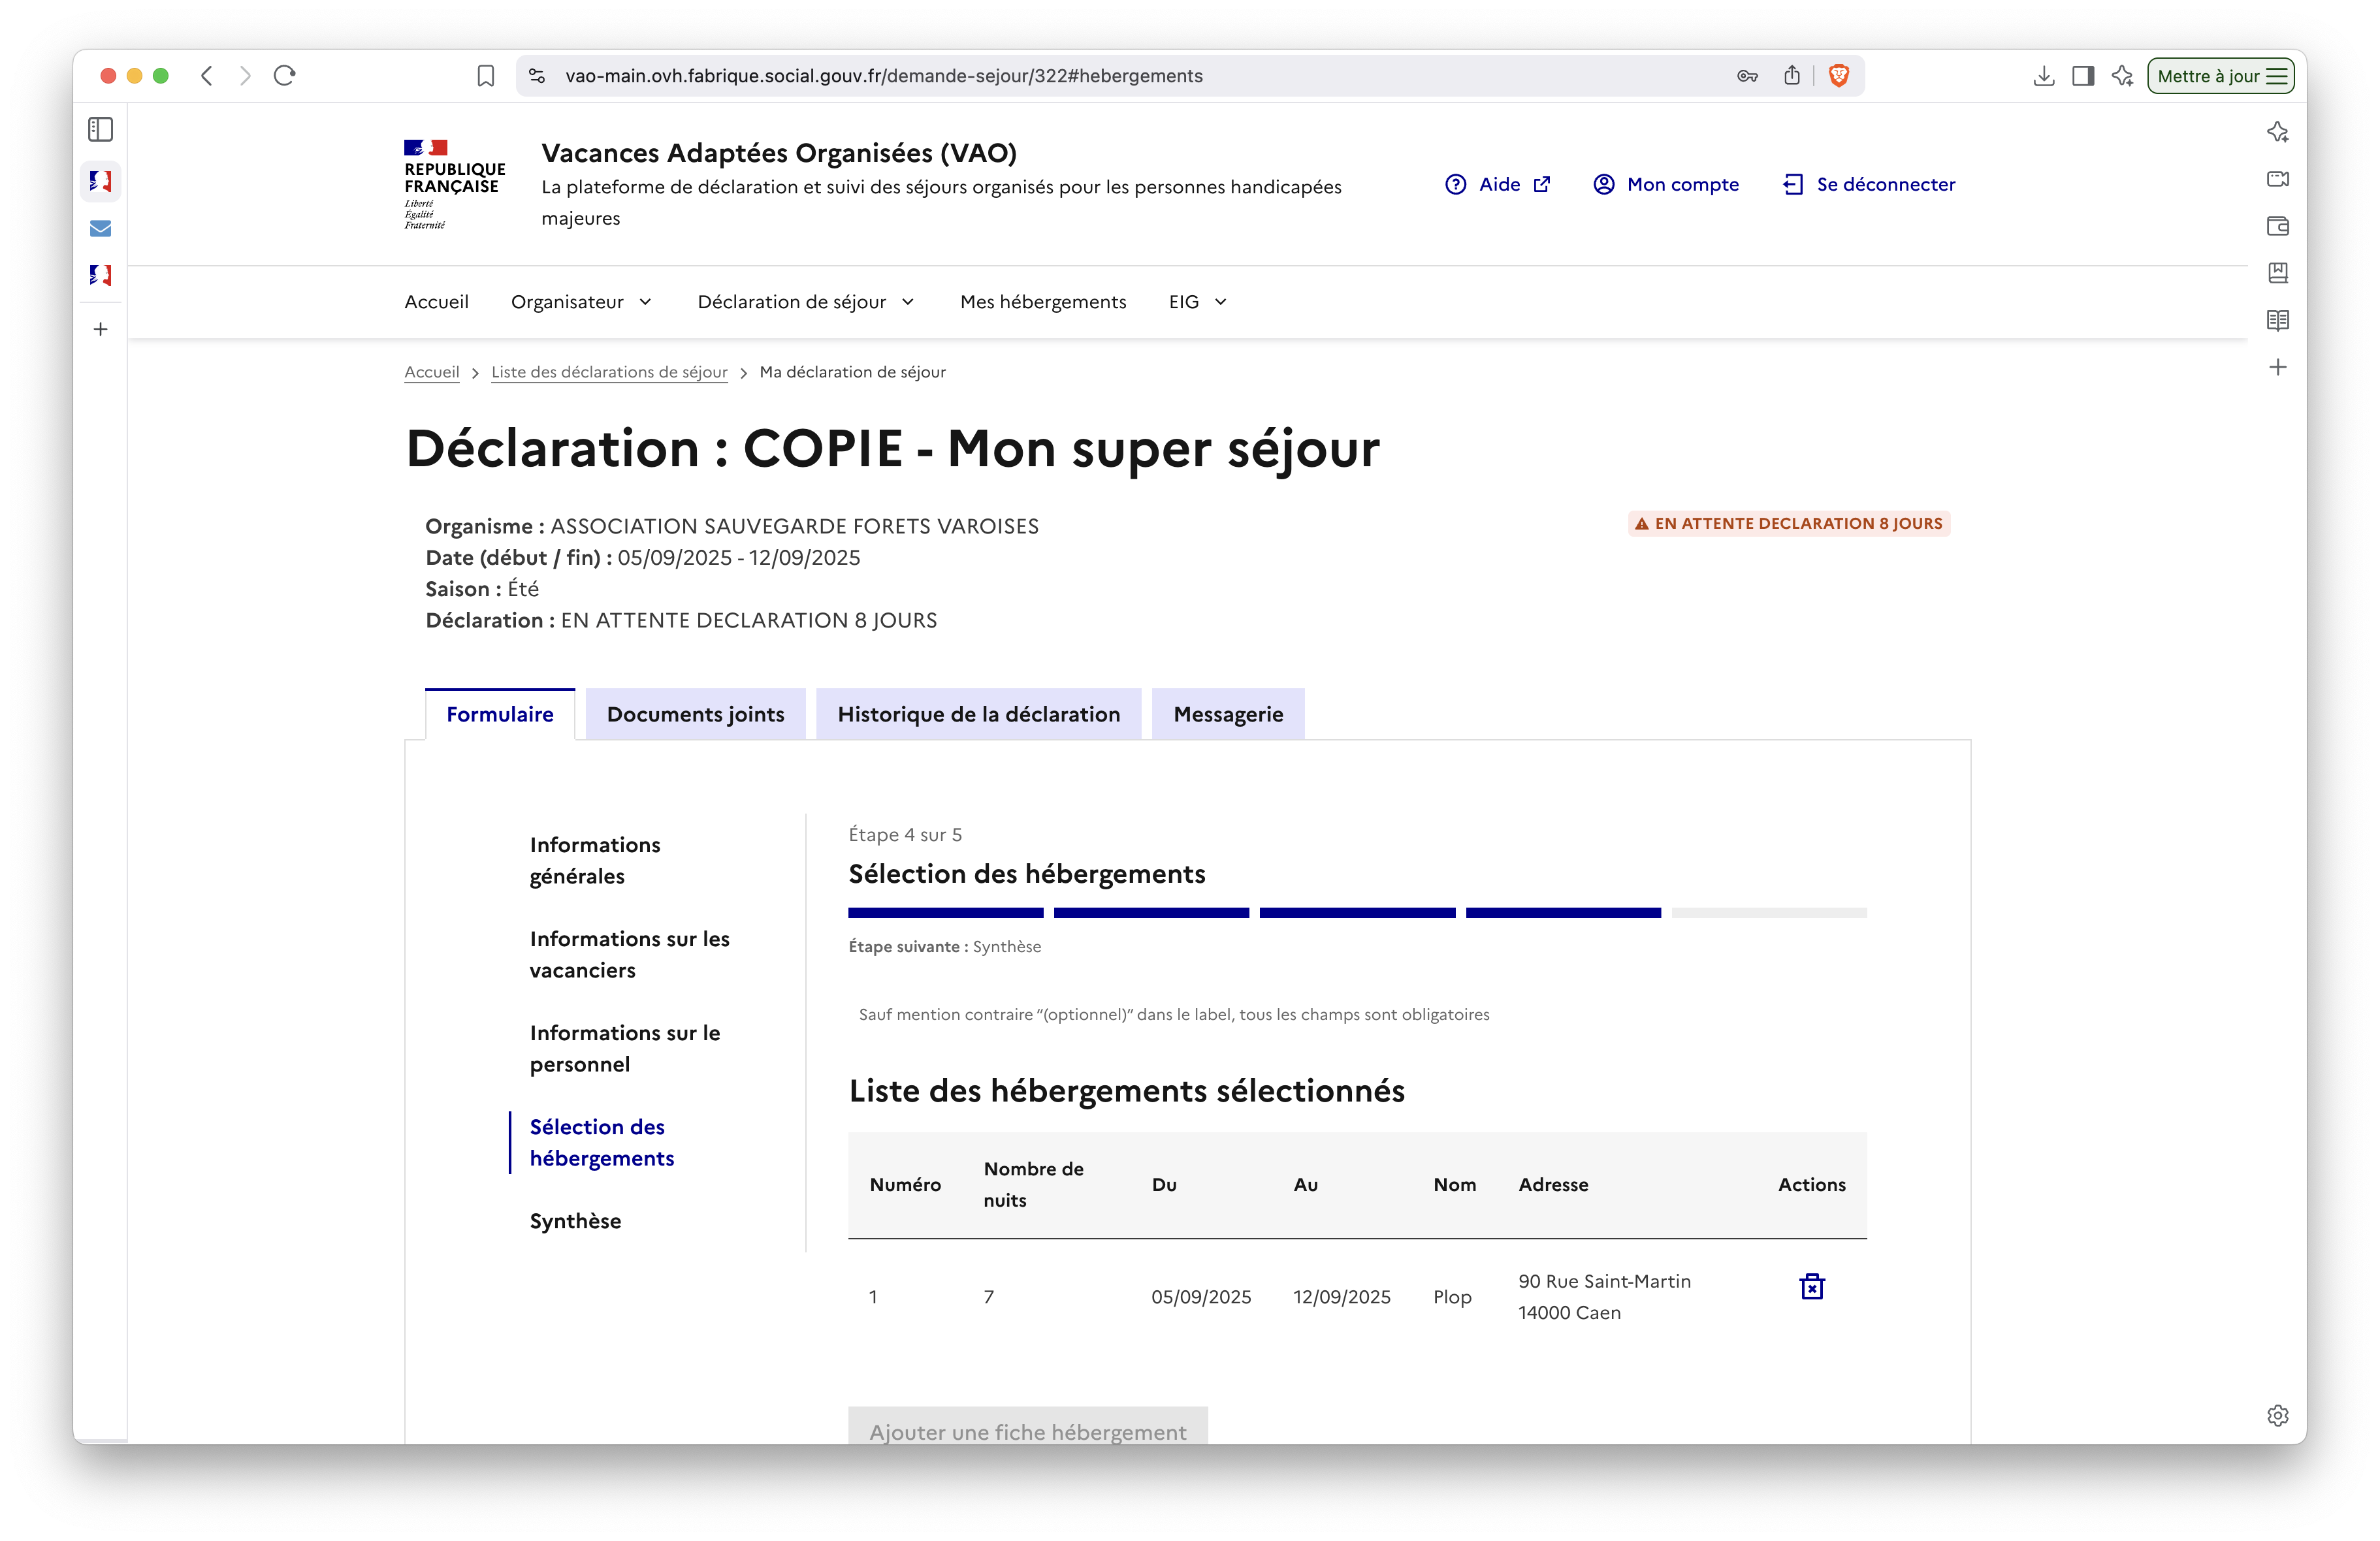 vao-main.ovh.fabrique.social.gouv.fr/demande-sejour/322#hebergements
Mettre à jour
REPUBLIQUE
FRANÇAISE
Liberté
Égalité
Fraternité
Vacances Adaptées Organisées (VAO)
La plateforme de déclaration et suivi des séjours organisés pour les personnes handicapées
majeures
Aide
Mon compte
Se déconnecter
Accueil
Organisateur
Déclaration de séjour
Mes hébergements
EIG
Accueil > Liste des déclarations de séjour > Ma déclaration de séjour
Déclaration : COPIE - Mon super séjour
Organisme : ASSOCIATION SAUVEGARDE FORETS VAROISES
EN ATTENTE DECLARATION 8 JOURS
Date (début / fin) : 05/09/2025 - 12/09/2025
Saison : Été
Déclaration : EN ATTENTE DECLARATION 8 JOURS
Formulaire
Documents joints
Historique de la déclaration
Messagerie
Informations
générales
Informations sur les
vacanciers
Informations sur le
personnel
Sélection des
hébergements
Synthèse
Étape 4 sur 5
Sélection des hébergements
Étape suivante : Synthèse
Sauf mention contraire “(optionnel)” dans le label, tous les champs sont obligatoires
Liste des hébergements sélectionnés
Numéro
Nombre de
nuits
Du
Au
Nom
Adresse
Actions
1
7
05/09/2025
12/09/2025
Plop
90 Rue Saint-Martin
14000 Caen
Ajouter une fiche hébergement